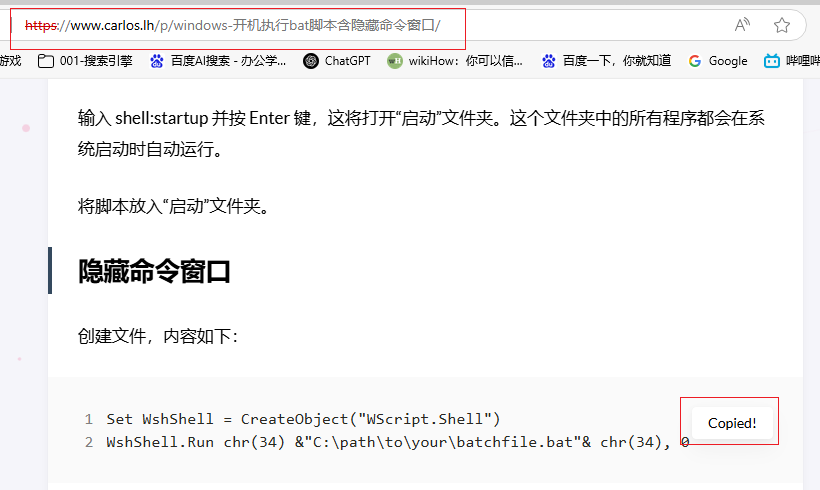 https://www.carlos.lh/p/windows-开机执行bat脚本含隐藏命令窗口/
游戏 001-搜索引擎 百度AI搜索 - 办公学... ChatGPT wikiHow：你可以信... 百度一下，你就知道 Google 哔哩哔
输入 shell:startup 并按 Enter 键，这将打开“启动”文件夹。这个文件夹中的所有程序都会在系
统启动时自动运行。
将脚本放入“启动”文件夹。
隐藏命令窗口
创建文件，内容如下：
1 Set WshShell = CreateObject("WScript.Shell")
Copied!
2 WshShell.Run chr(34) &"C:\path\to\your\batchfile.bat"& chr(34), 0